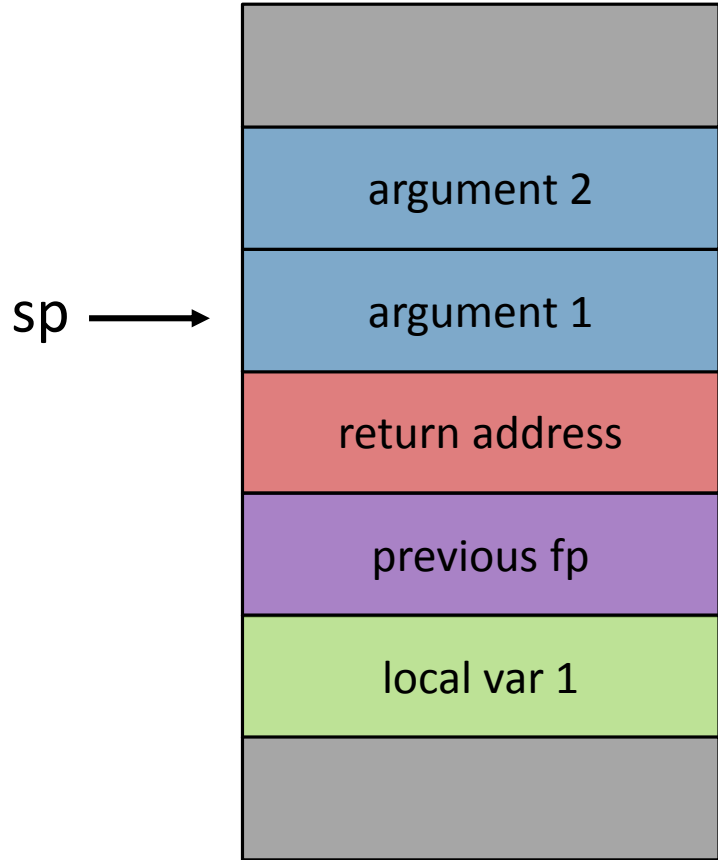 argument 2
sp
argument 1
return address
previous fp
local var 1